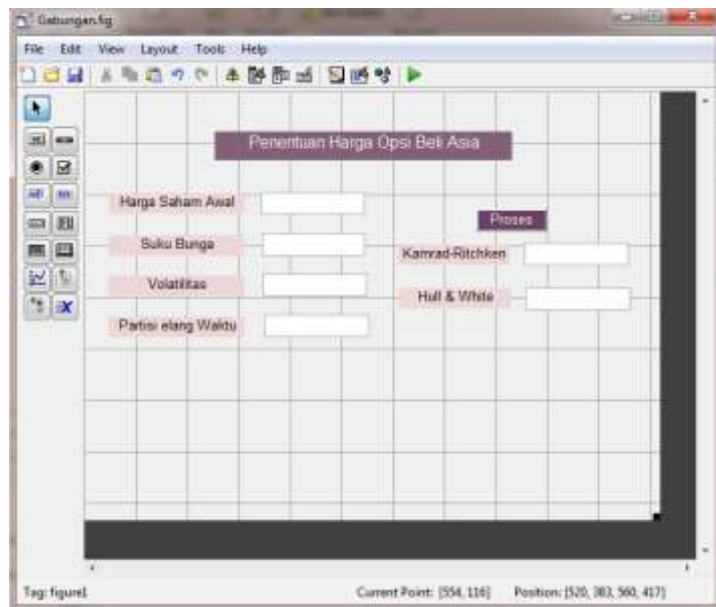 Gabungan.fig
File Edit View Layout Tools Help
Penentuan Harga Opsi Beli Asia
Harga Saham Awal
Proses
Suku Bunga
Kamrad-Ritchken
Volatilitas
Hull & White
Partisi elang Waktu
Tag: figure1 Current Point: [554, 116] Position: [520, 383, 560, 417]